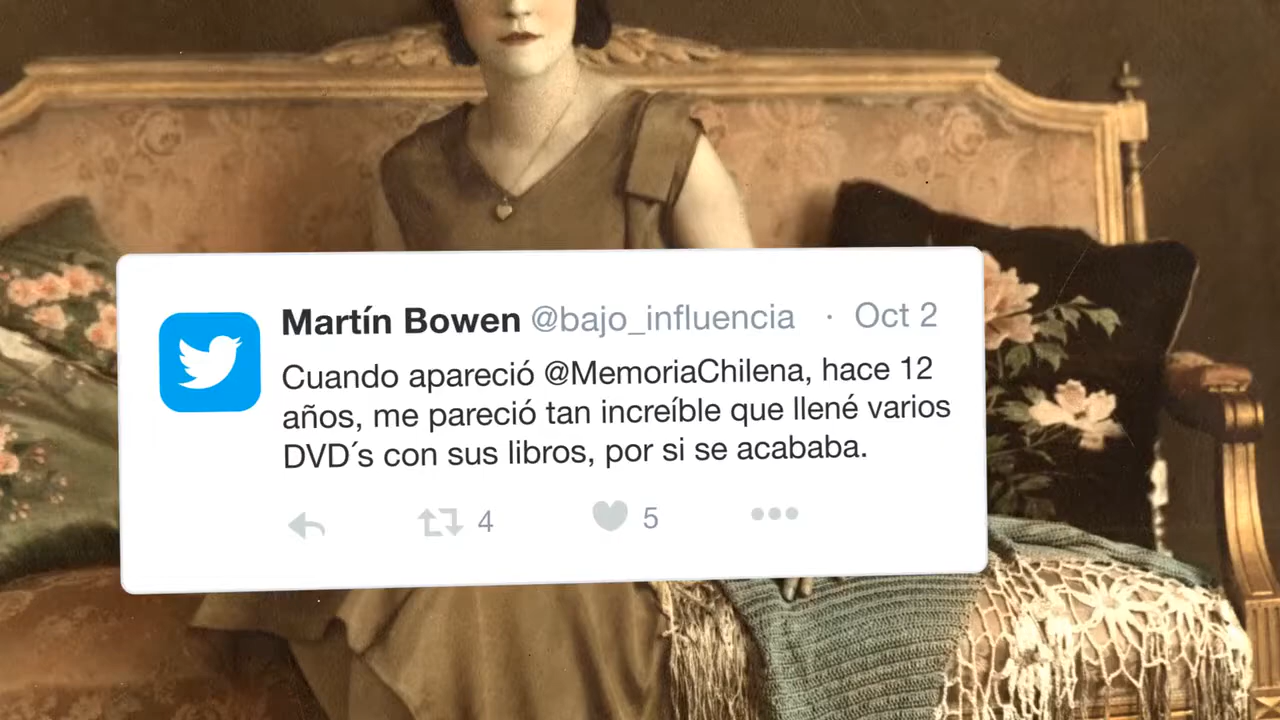 Martín Bowen @bajo_influencia · Oct 2
Cuando apareció @MemoriaChilena, hace 12
años, me pareció tan increíble que llené varios
DVD´s con sus libros, por si se acababa.
4 5